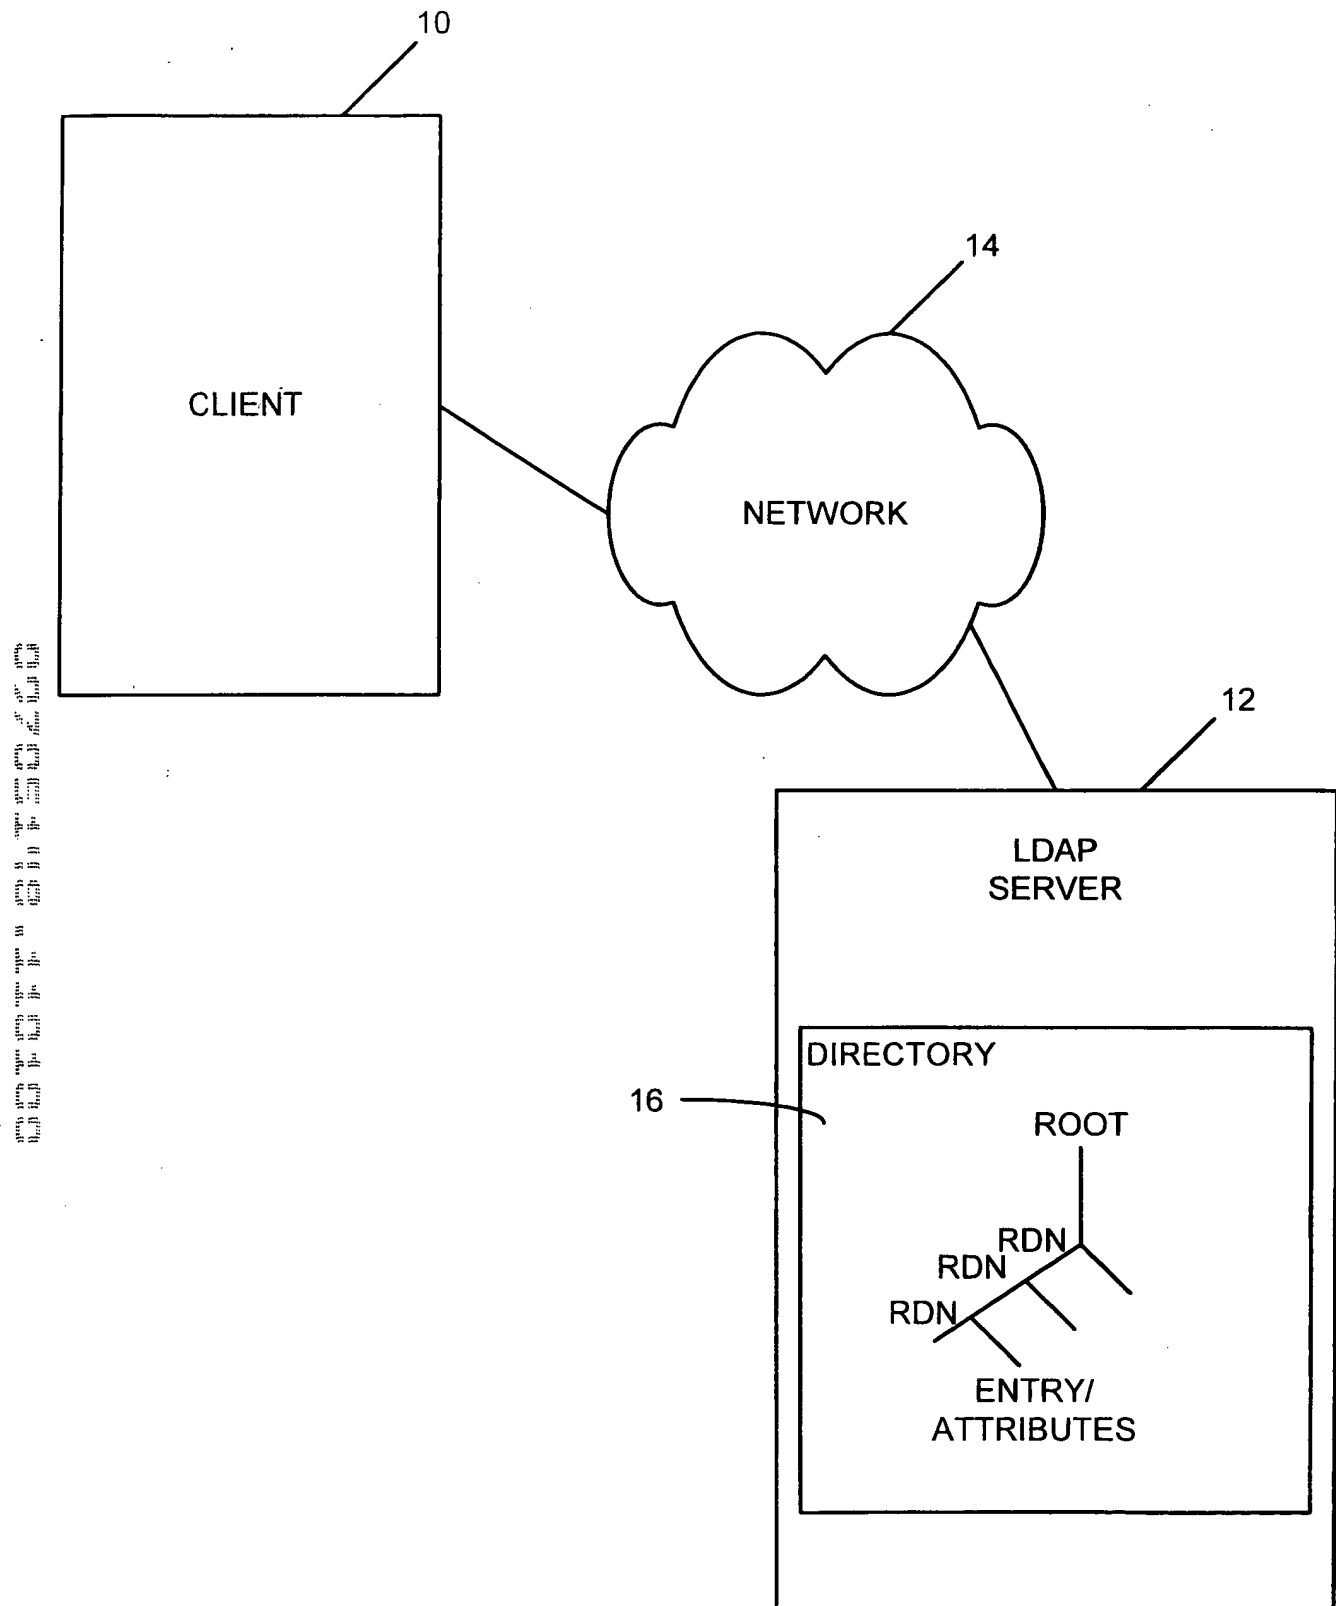 10
14
CLIENT
NETWORK
12
LDAP
SERVER
DIRECTORY
16
ROOT
RDN
RDN
RDN
ENTRY/
ATTRIBUTES